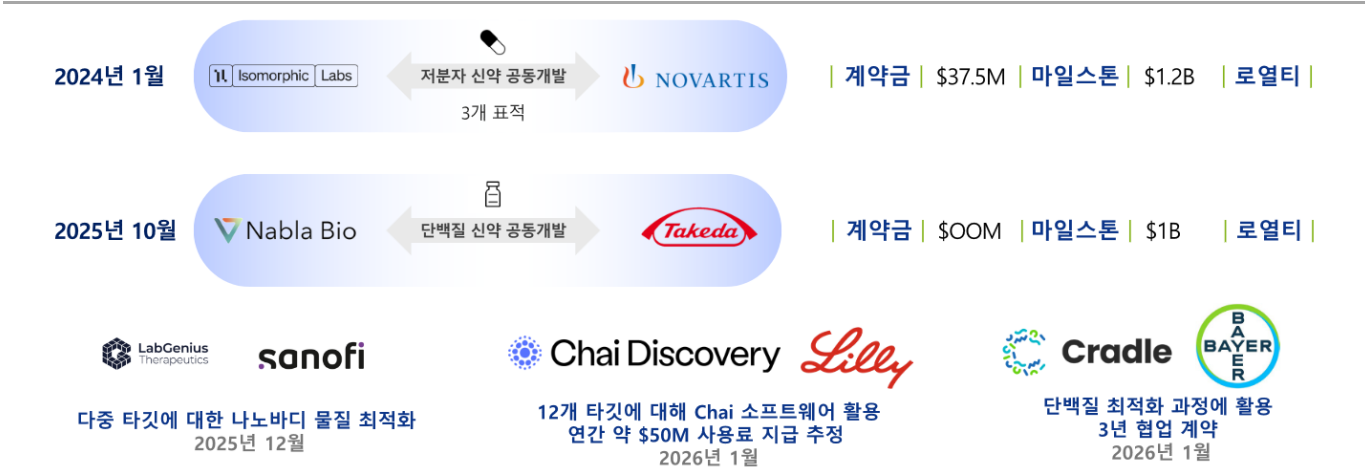 2024년 1월
Isomorphic Labs
저분자 신약 공동개발
3개 표적
NOVARTIS
| 계약금 | $37.5M | 마일스톤 | $1.2B | 로열티 |
2025년 10월
Nabla Bio
단백질 신약 공동개발
Takeda
| 계약금 | $OOM | 마일스톤 | $1B | 로열티 |
LabGenius
Therapeutics
sanofi
다중 타깃에 대한 나노바디 물질 최적화
2025년 12월
Chai Discovery
Lilly
12개 타깃에 대해 Chai 소프트웨어 활용
연간 약 $50M 사용료 지급 추정
2026년 1월
Cradle
BAYER
BAYER
단백질 최적화 과정에 활용
3년 협업 계약
2026년 1월